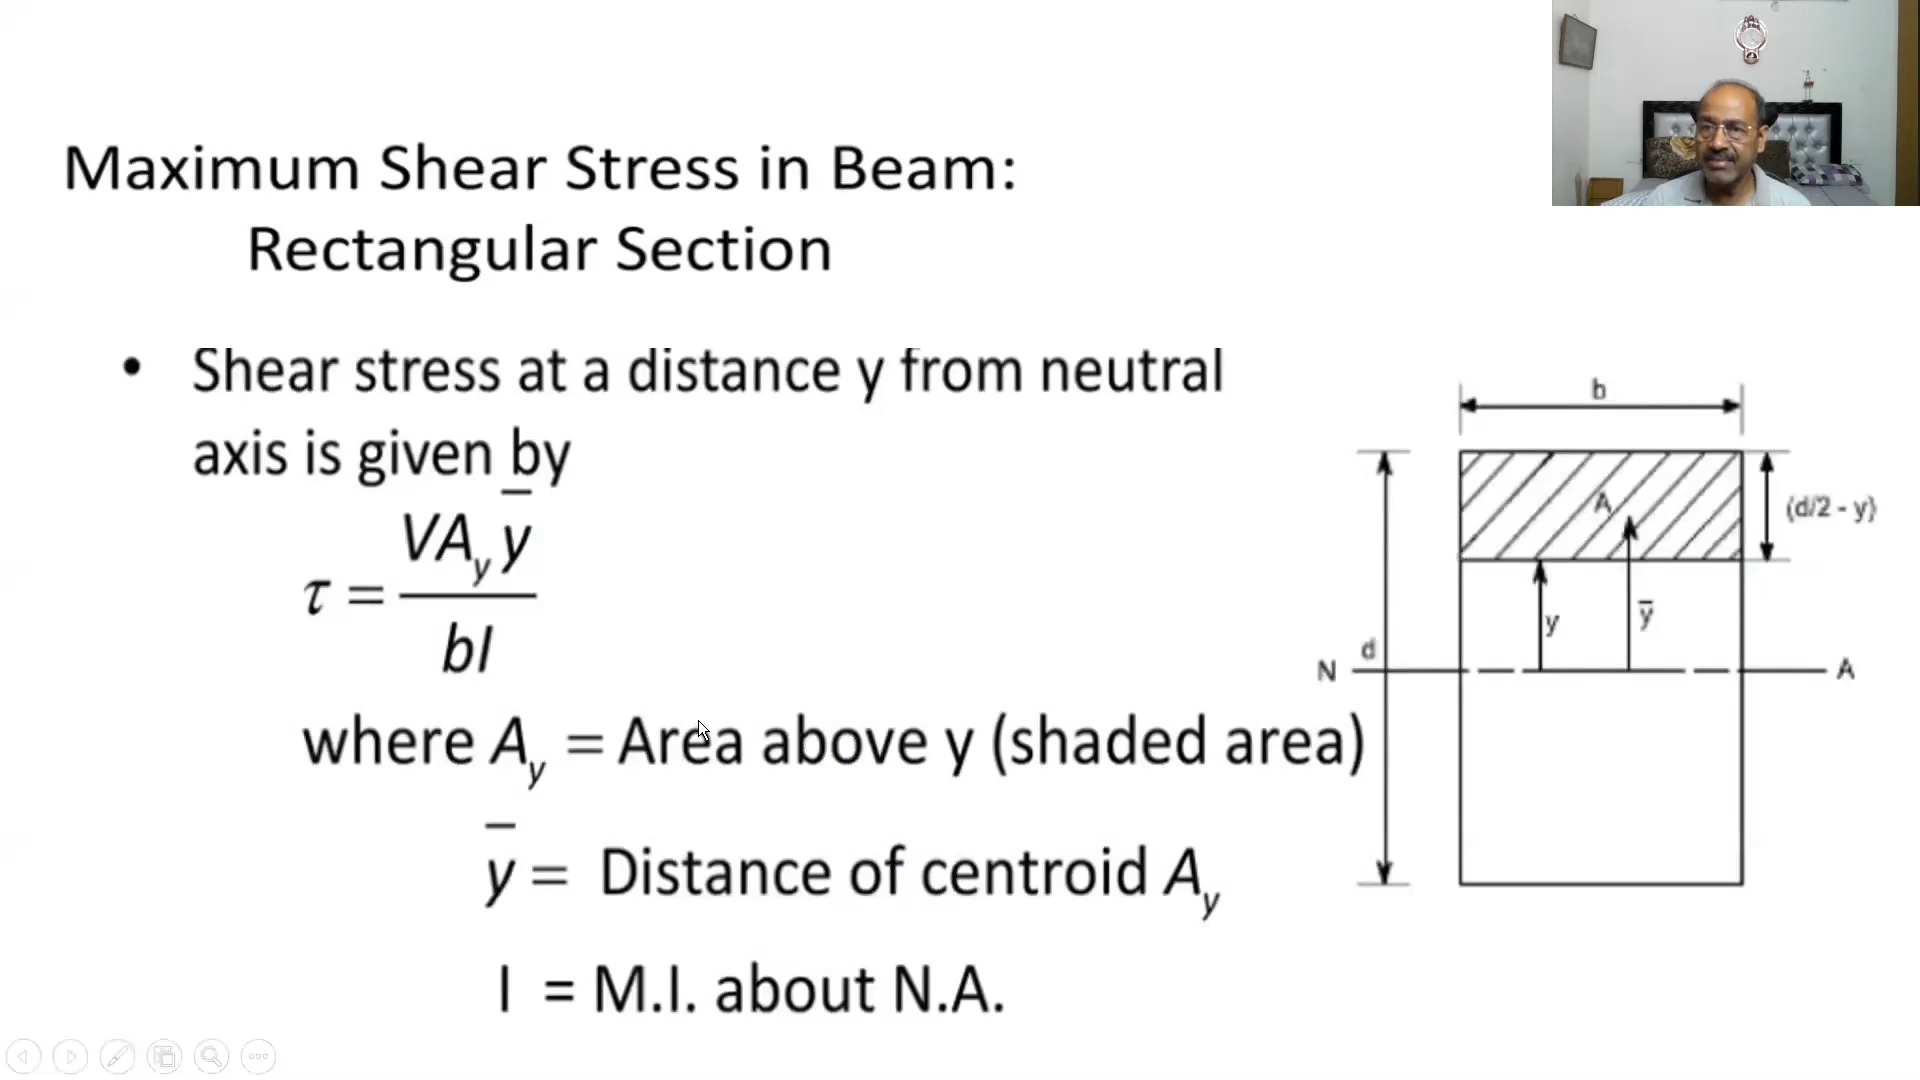 Maximum Shear Stress in Beam:
Rectangular Section
• Shear stress at a distance y from neutral
axis is given by
τ = VA_y y̅ / bI
where A_y = Area above y (shaded area)
y̅ = Distance of centroid A_y
I = M.I. about N.A.
b
A
(d/2 - y)
y
y̅
d
N
A